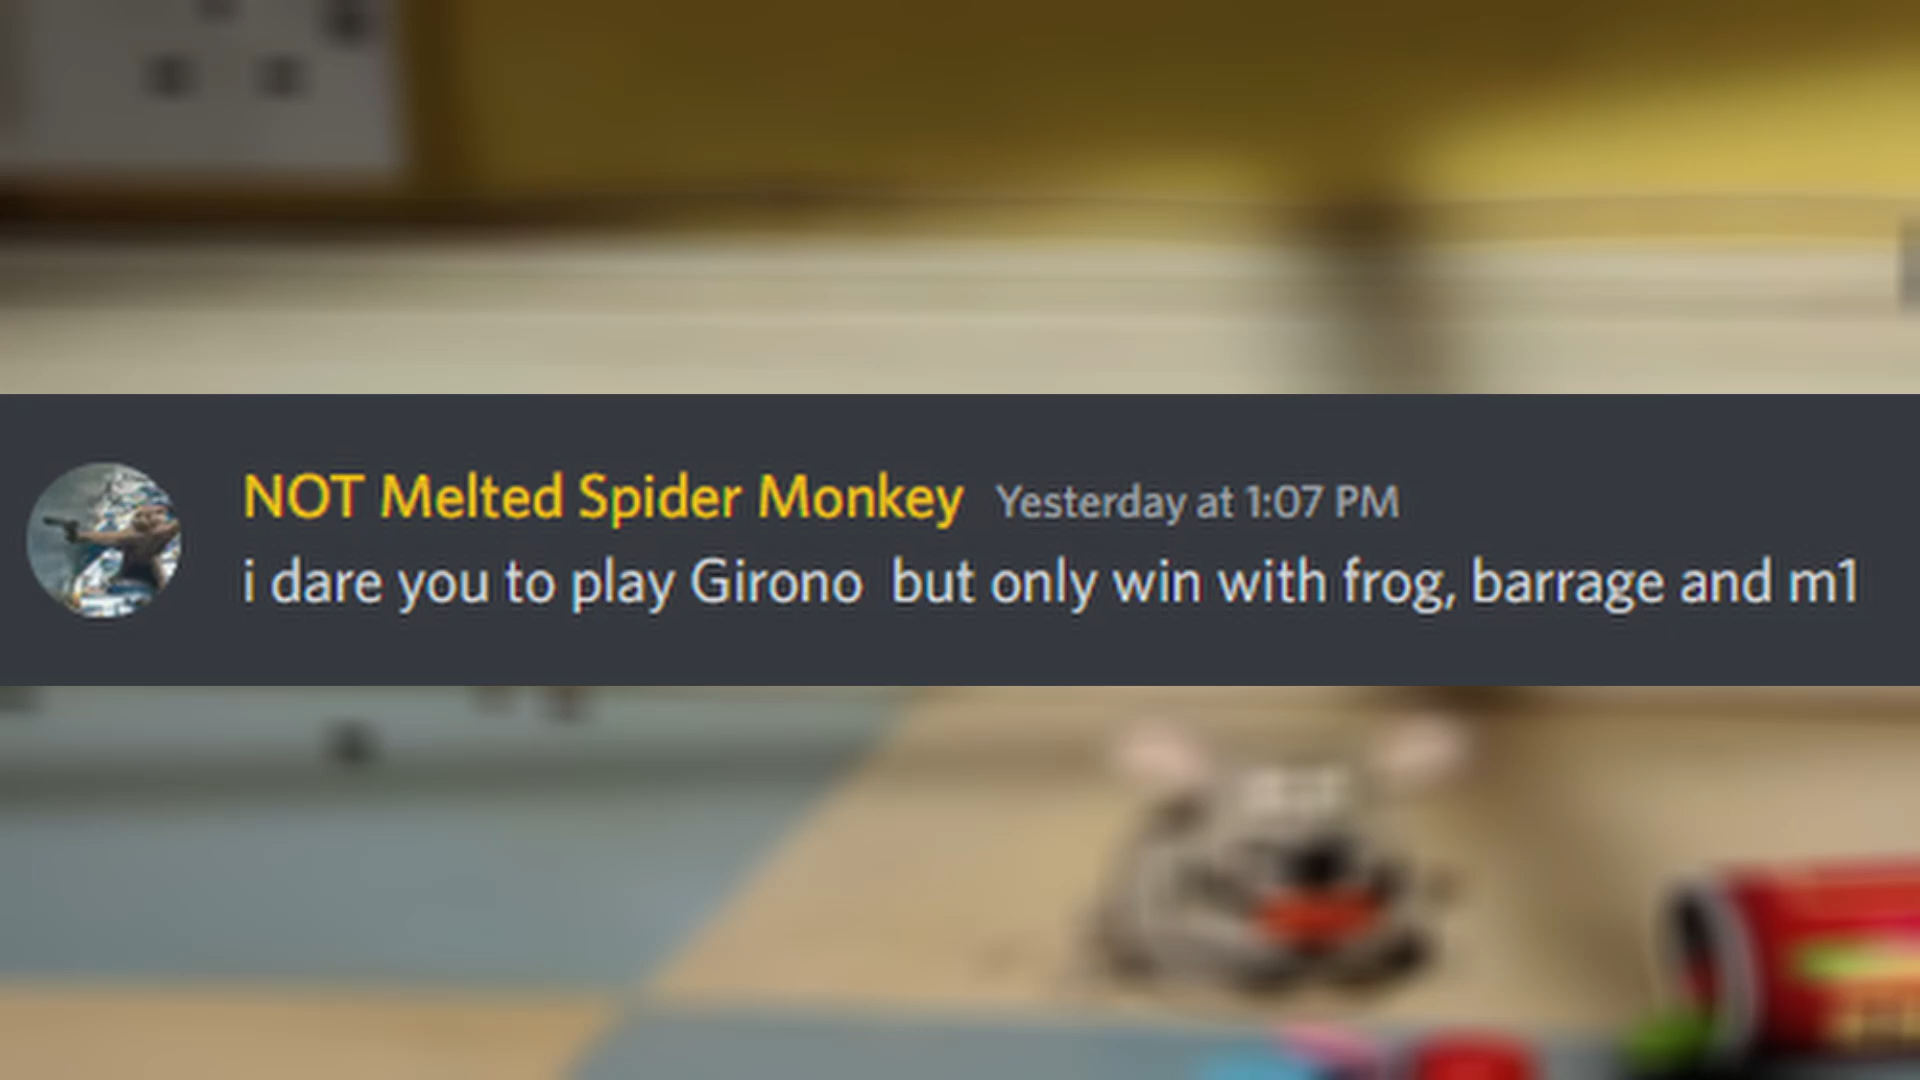 NOT Melted Spider Monkey Yesterday at 1:07 PM
i dare you to play Girono  but only win with frog, barrage and m1